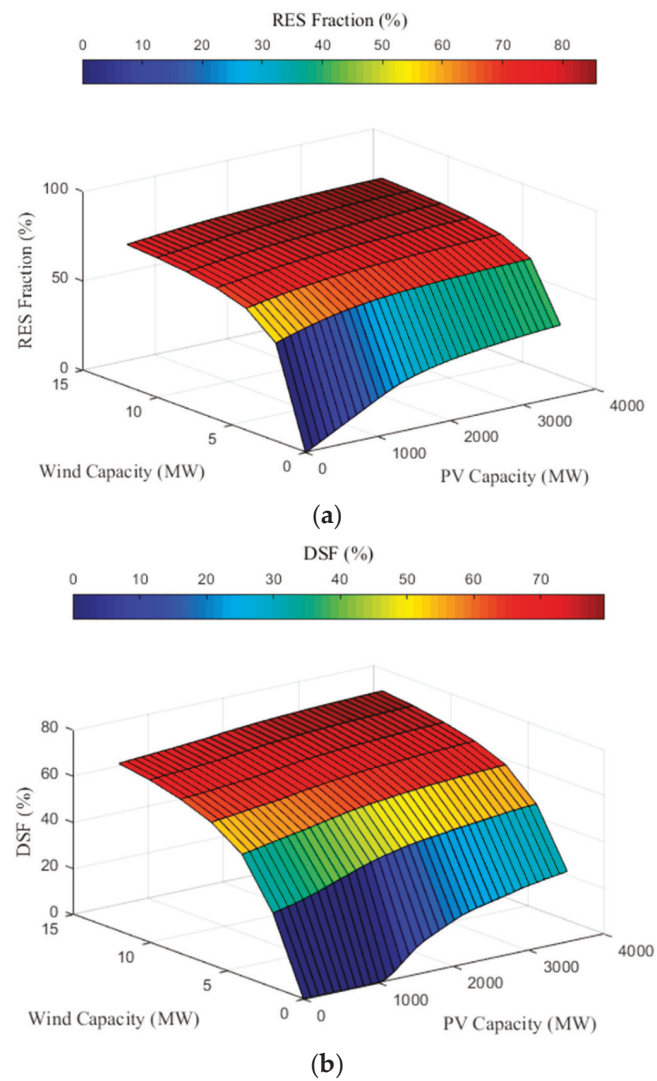 RES Fraction (%)
0 10 20 30 40 50 60 70 80
RES Fraction (%)
100
50
0
15
10
5
0
Wind Capacity (MW)
0
1000
2000
3000
4000
PV Capacity (MW)
(a)
DSF (%)
0 10 20 30 40 50 60 70
DSF (%)
80
60
40
20
0
15
10
5
0
Wind Capacity (MW)
0
1000
2000
3000
4000
PV Capacity (MW)
(b)